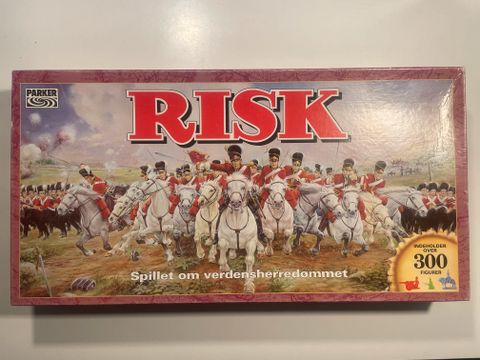 PARKER
RISK
Spillet om verdensherredømmet
INDEHOLDER
OVER
300
FIGURER